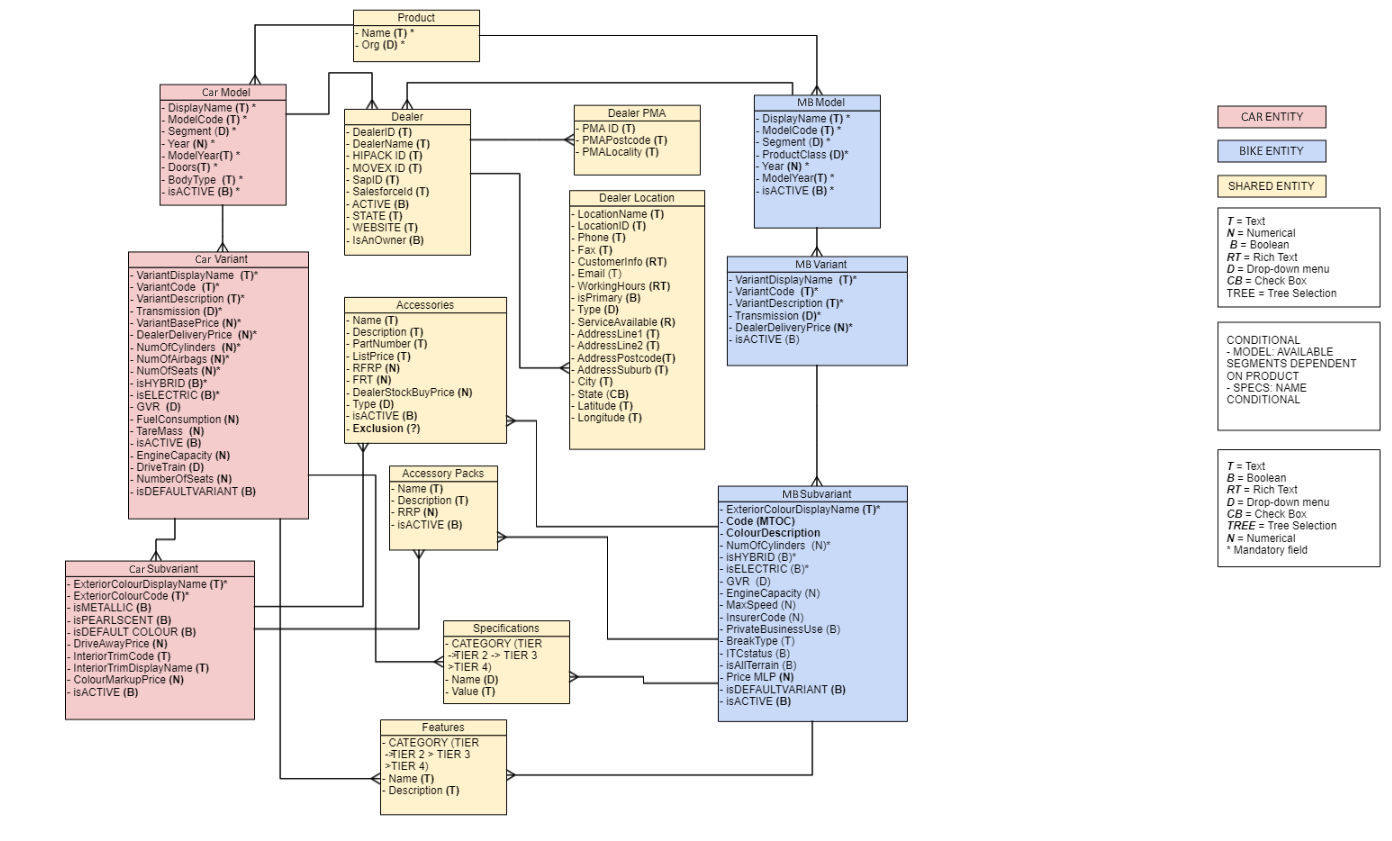 Product
- Name (T) *
- Org (D) *
Car Model
- DisplayName (T) *
- ModelCode (T) *
- Segment (D) *
- Year (N) *
- ModelYear(T) *
- Doors(T) *
- BodyType (T) *
- isACTIVE (B) *
Dealer
- DealerID (T)
- DealerName (T)
- HIPACK ID (T)
- MOVEX ID (T)
- SapID (T)
- SalesforceId (T)
- ACTIVE (B)
- STATE (T)
- WEBSITE (T)
- IsAnOwner (B)
Dealer PMA
- PMA ID (T)
- PMAPostcode (T)
- PMALocality (T)
MB Model
- DisplayName (T) *
- ModelCode (T) *
- Segment (D) *
- ProductClass (D)*
- Year (N) *
- ModelYear(T) *
- isACTIVE (B) *
Dealer Location
- LocationName (T)
- LocationID (T)
- Phone (T)
- Fax (T)
- CustomerInfo (RT)
- Email (T)
- WorkingHours (RT)
- isPrimary (B)
- Type (D)
- ServiceAvailable (R)
- AddressLine1 (T)
- AddressLine2 (T)
- AddressPostcode(T)
- AddressSuburb (T)
- City (T)
- State (CB)
- Latitude (T)
- Longitude (T)
Car Variant
- VariantDisplayName (T)*
- VariantCode (T)*
- VariantDescription (T)*
- Transmission (D)*
- VariantBasePrice (N)*
- DealerDeliveryPrice (N)*
- NumOfCylinders (N)*
- NumOfAirbags (N)*
- NumOfSeats (N)*
- isHYBRID (B)*
- isELECTRIC (B)*
- GVR (D)
- FuelConsumption (N)
- TareMass (N)
- isACTIVE (B)
- EngineCapacity (N)
- DriveTrain (D)
- NumberOfSeats (N)
- isDEFAULTVARIANT (B)
Accessories
- Name (T)
- Description (T)
- PartNumber (T)
- ListPrice (T)
- RFRP (N)
- FRT (N)
- DealerStockBuyPrice (N)
- Type (D)
- isACTIVE (B)
- Exclusion (?)
MB Variant
- VariantDisplayName (T)*
- VariantCode (T)*
- VariantDescription (T)*
- Transmission (D)*
- DealerDeliveryPrice (N)*
- isACTIVE (B)
Accessory Packs
- Name (T)
- Description (T)
- RRP (N)
- isACTIVE (B)
MB Subvariant
- ExteriorColourDisplayName (T)*
- Code (MTOC)
- ColourDescription
- NumOfCylinders (N)*
- isHYBRID (B)*
- isELECTRIC (B)*
- GVR (D)
- EngineCapacity (N)
- MaxSpeed (N)
- InsurerCode (N)
- PrivateBusinessUse (B)
- BreakType (T)
- ITCstatus (B)
- isAllTerrain (B)
- Price MLP (N)
- isDEFAULTVARIANT (B)
- isACTIVE (B)
Car Subvariant
- ExteriorColourDisplayName (T)*
- ExteriorColourCode (T)*
- isMETALLIC (B)
- isPEARLSCENT (B)
- isDEFAULT COLOUR (B)
- DriveAwayPrice (N)
- InteriorTrimCode (T)
- InteriorTrimDisplayName (T)
- ColourMarkupPrice (N)
- isACTIVE (B)
Specifications
- CATEGORY (TIER
->TIER 2 -> TIER 3
>TIER 4)
- Name (D)
- Value (T)
Features
- CATEGORY (TIER
->TIER 2 > TIER 3
>TIER 4)
- Name (T)
- Description (T)
CAR ENTITY
BIKE ENTITY
SHARED ENTITY
T = Text
N = Numerical
B = Boolean
RT = Rich Text
D = Drop-down menu
CB = Check Box
TREE = Tree Selection
CONDITIONAL
- MODEL: AVAILABLE
SEGMENTS DEPENDENT
ON PRODUCT
- SPECS: NAME
CONDITIONAL
T = Text
B = Boolean
RT = Rich Text
D = Drop-down menu
CB = Check Box
TREE = Tree Selection
N = Numerical
* Mandatory field